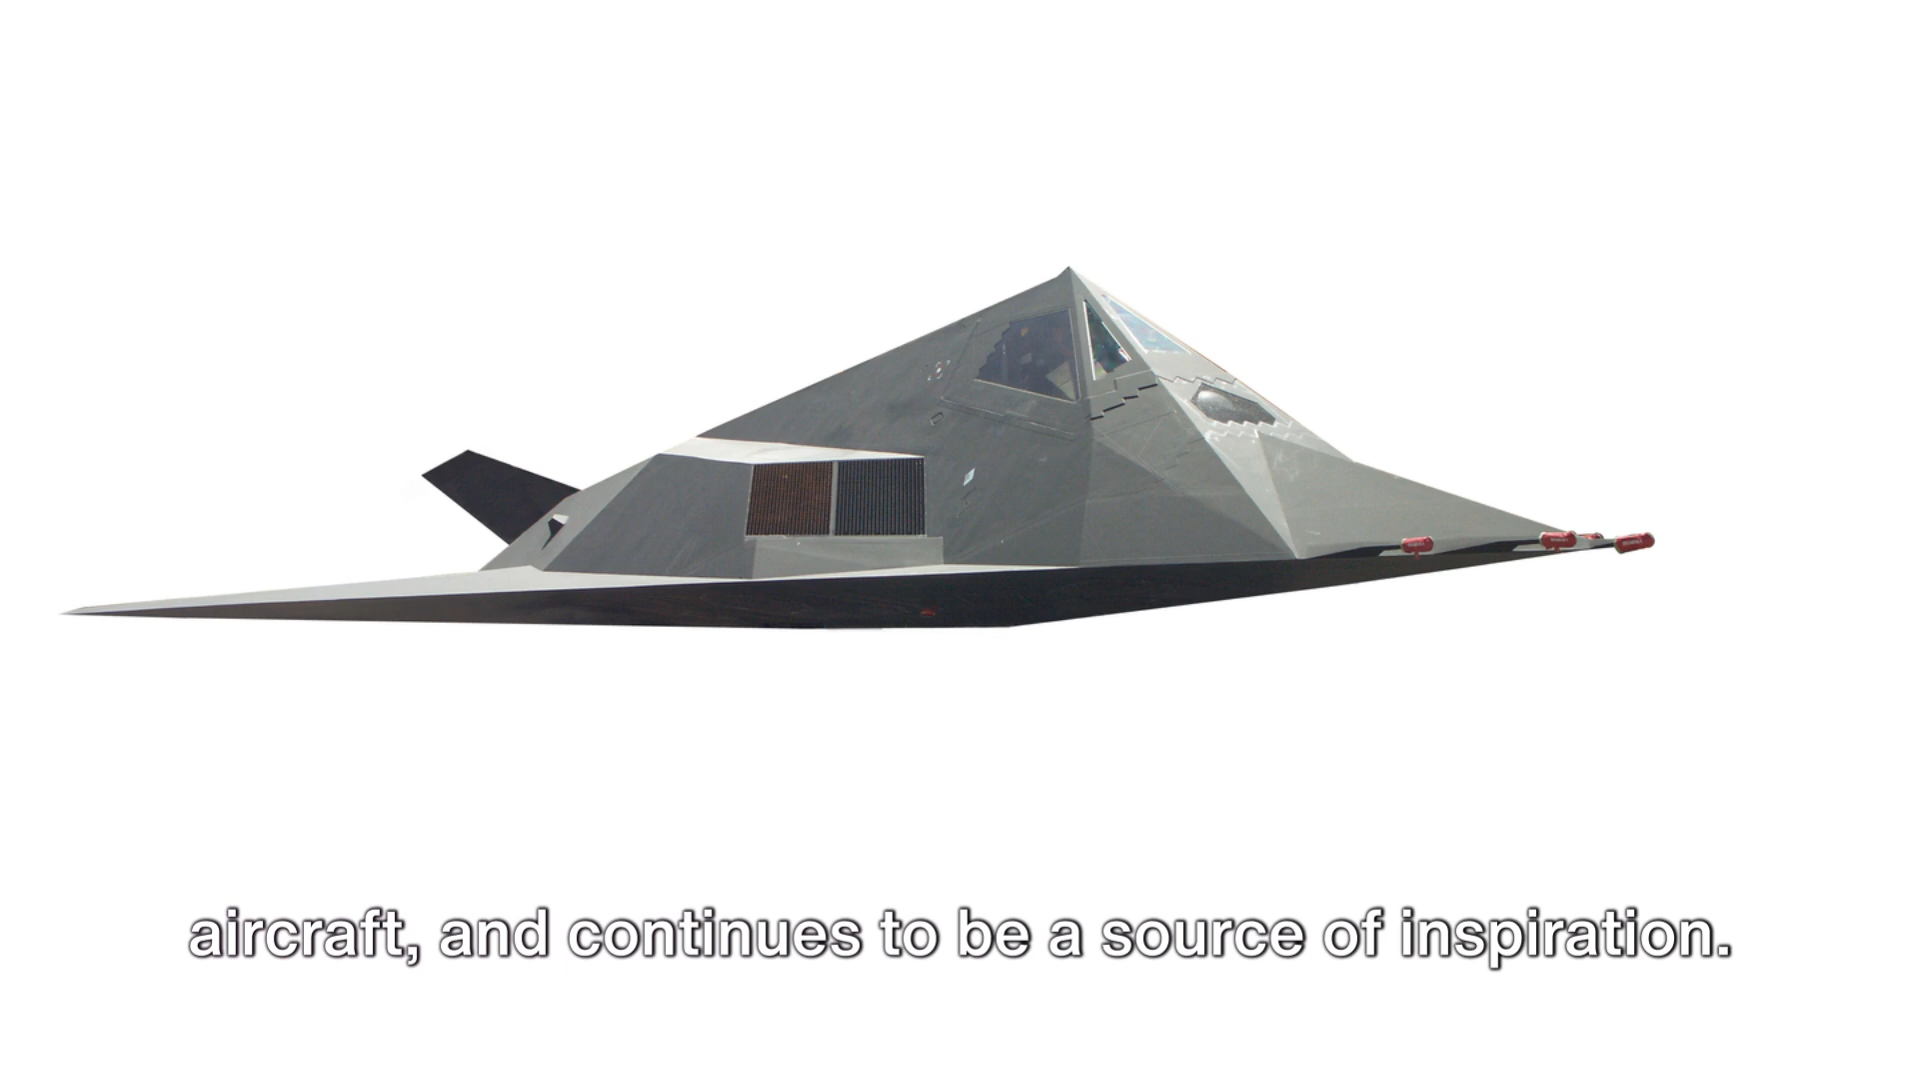 aircraft, and continues to be a source of inspiration.